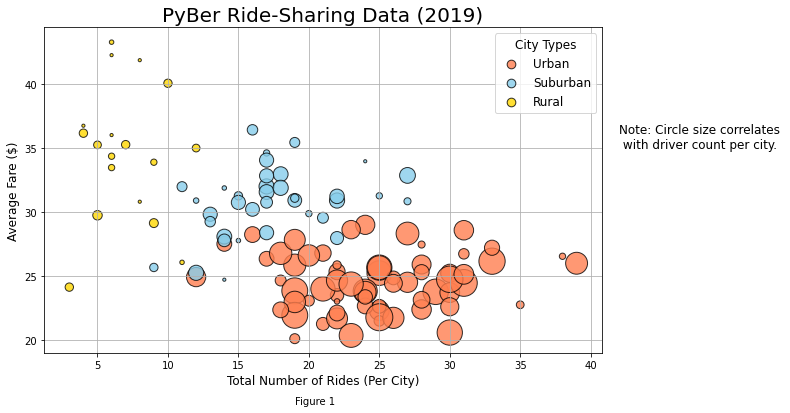 PyBer Ride-Sharing Data (2019)
City Types
Urban
Suburban
Rural
Average Fare ($)
40
35
30
25
20
5
10
15
20
25
30
35
40
Total Number of Rides (Per City)
Figure 1
Note: Circle size correlates
with driver count per city.